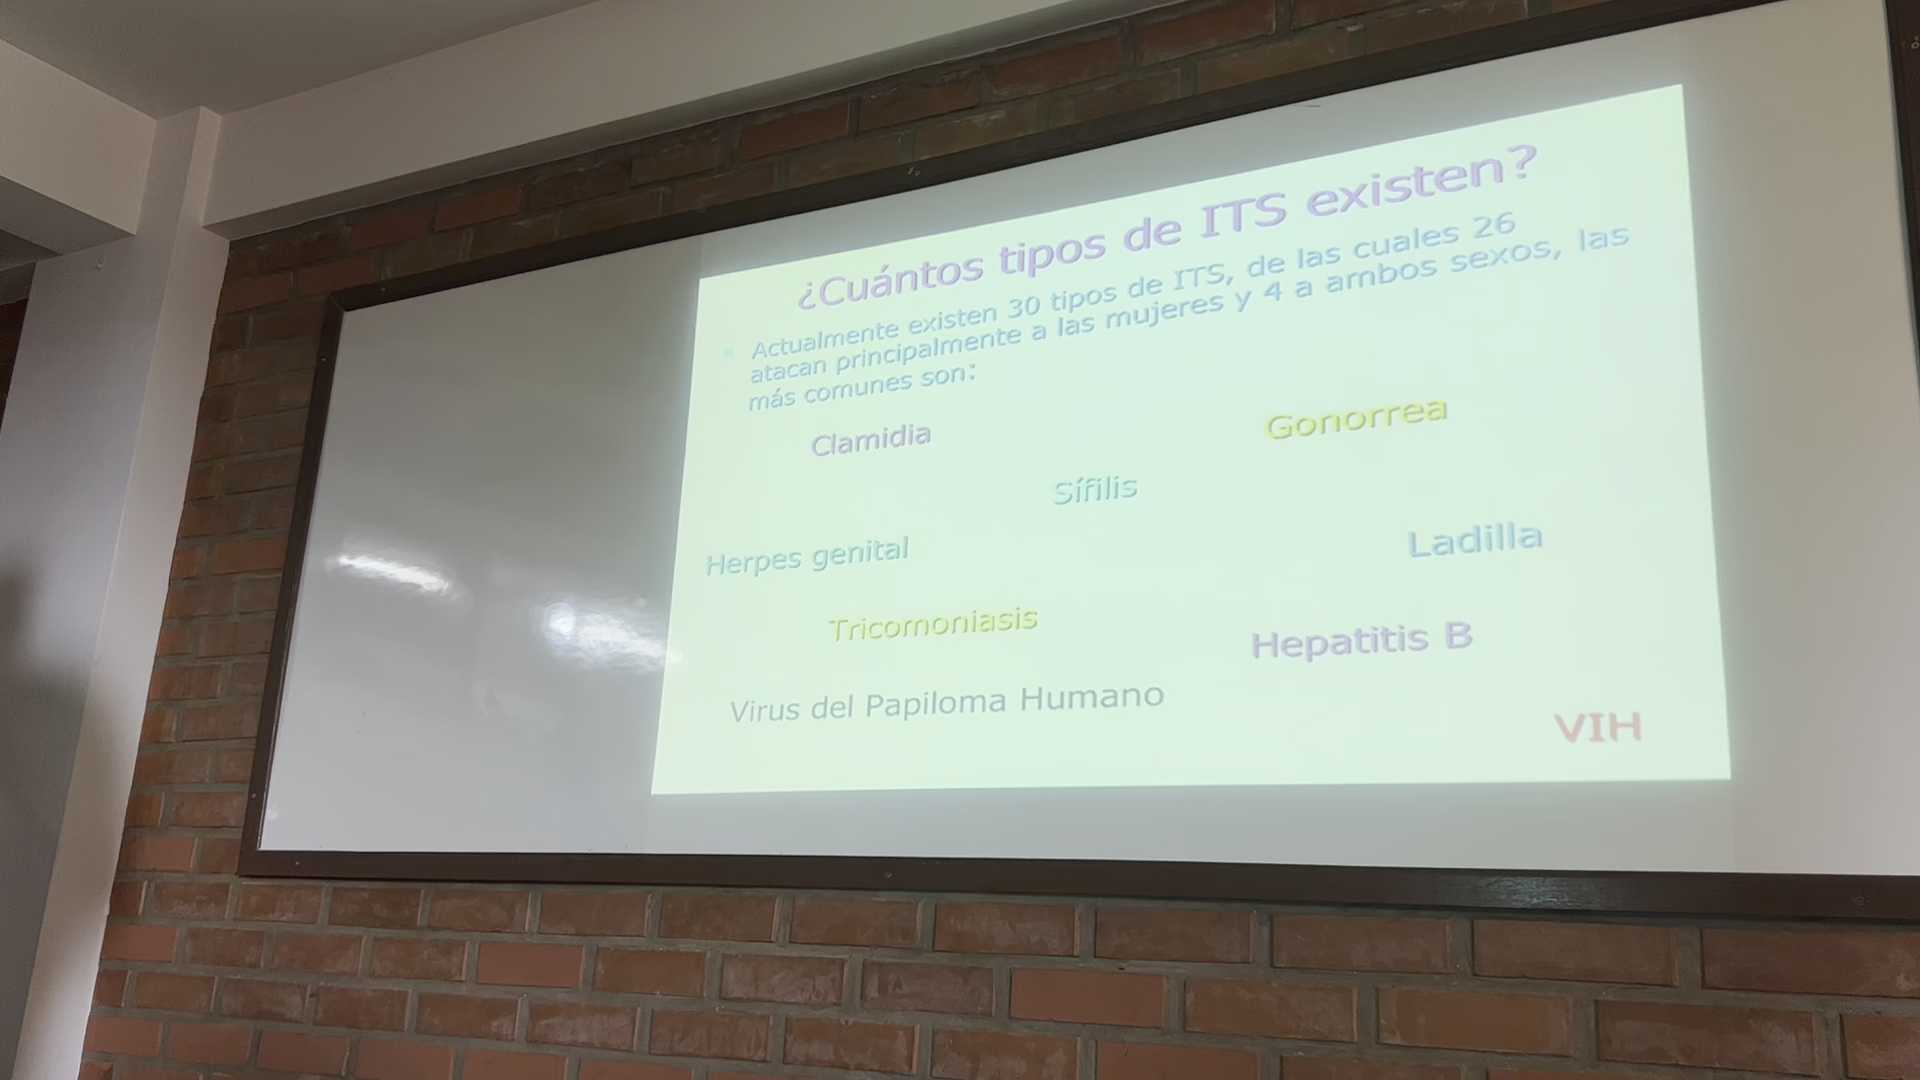 ¿Cuántos tipos de ITS existen?
Actualmente existen 30 tipos de ITS, de las cuales 26
atacan principalmente a las mujeres y 4 a ambos sexos, las
más comunes son:
Clamidia
Gonorrea
Sífilis
Herpes genital
Ladilla
Tricomoniasis
Hepatitis B
Virus del Papiloma Humano
VIH